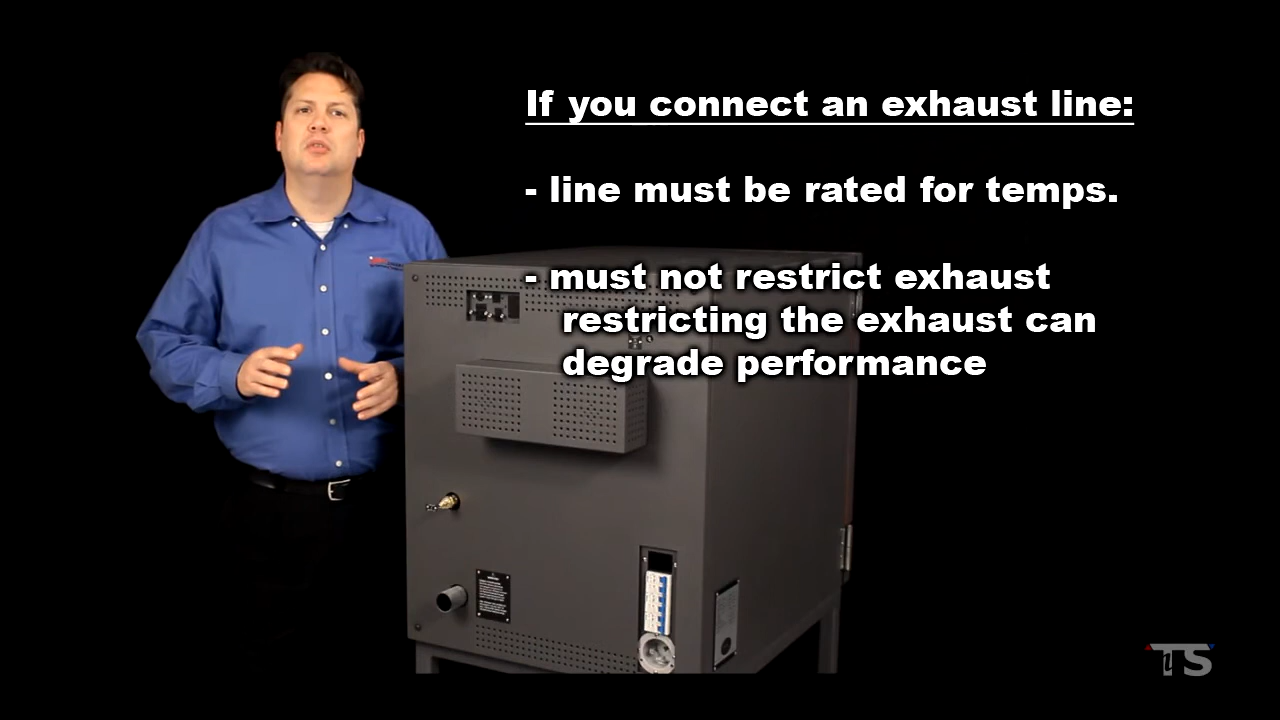 If you connect an exhaust line:
- line must be rated for temps.
- must not restrict exhaust
restricting the exhaust can
degrade performance
TS